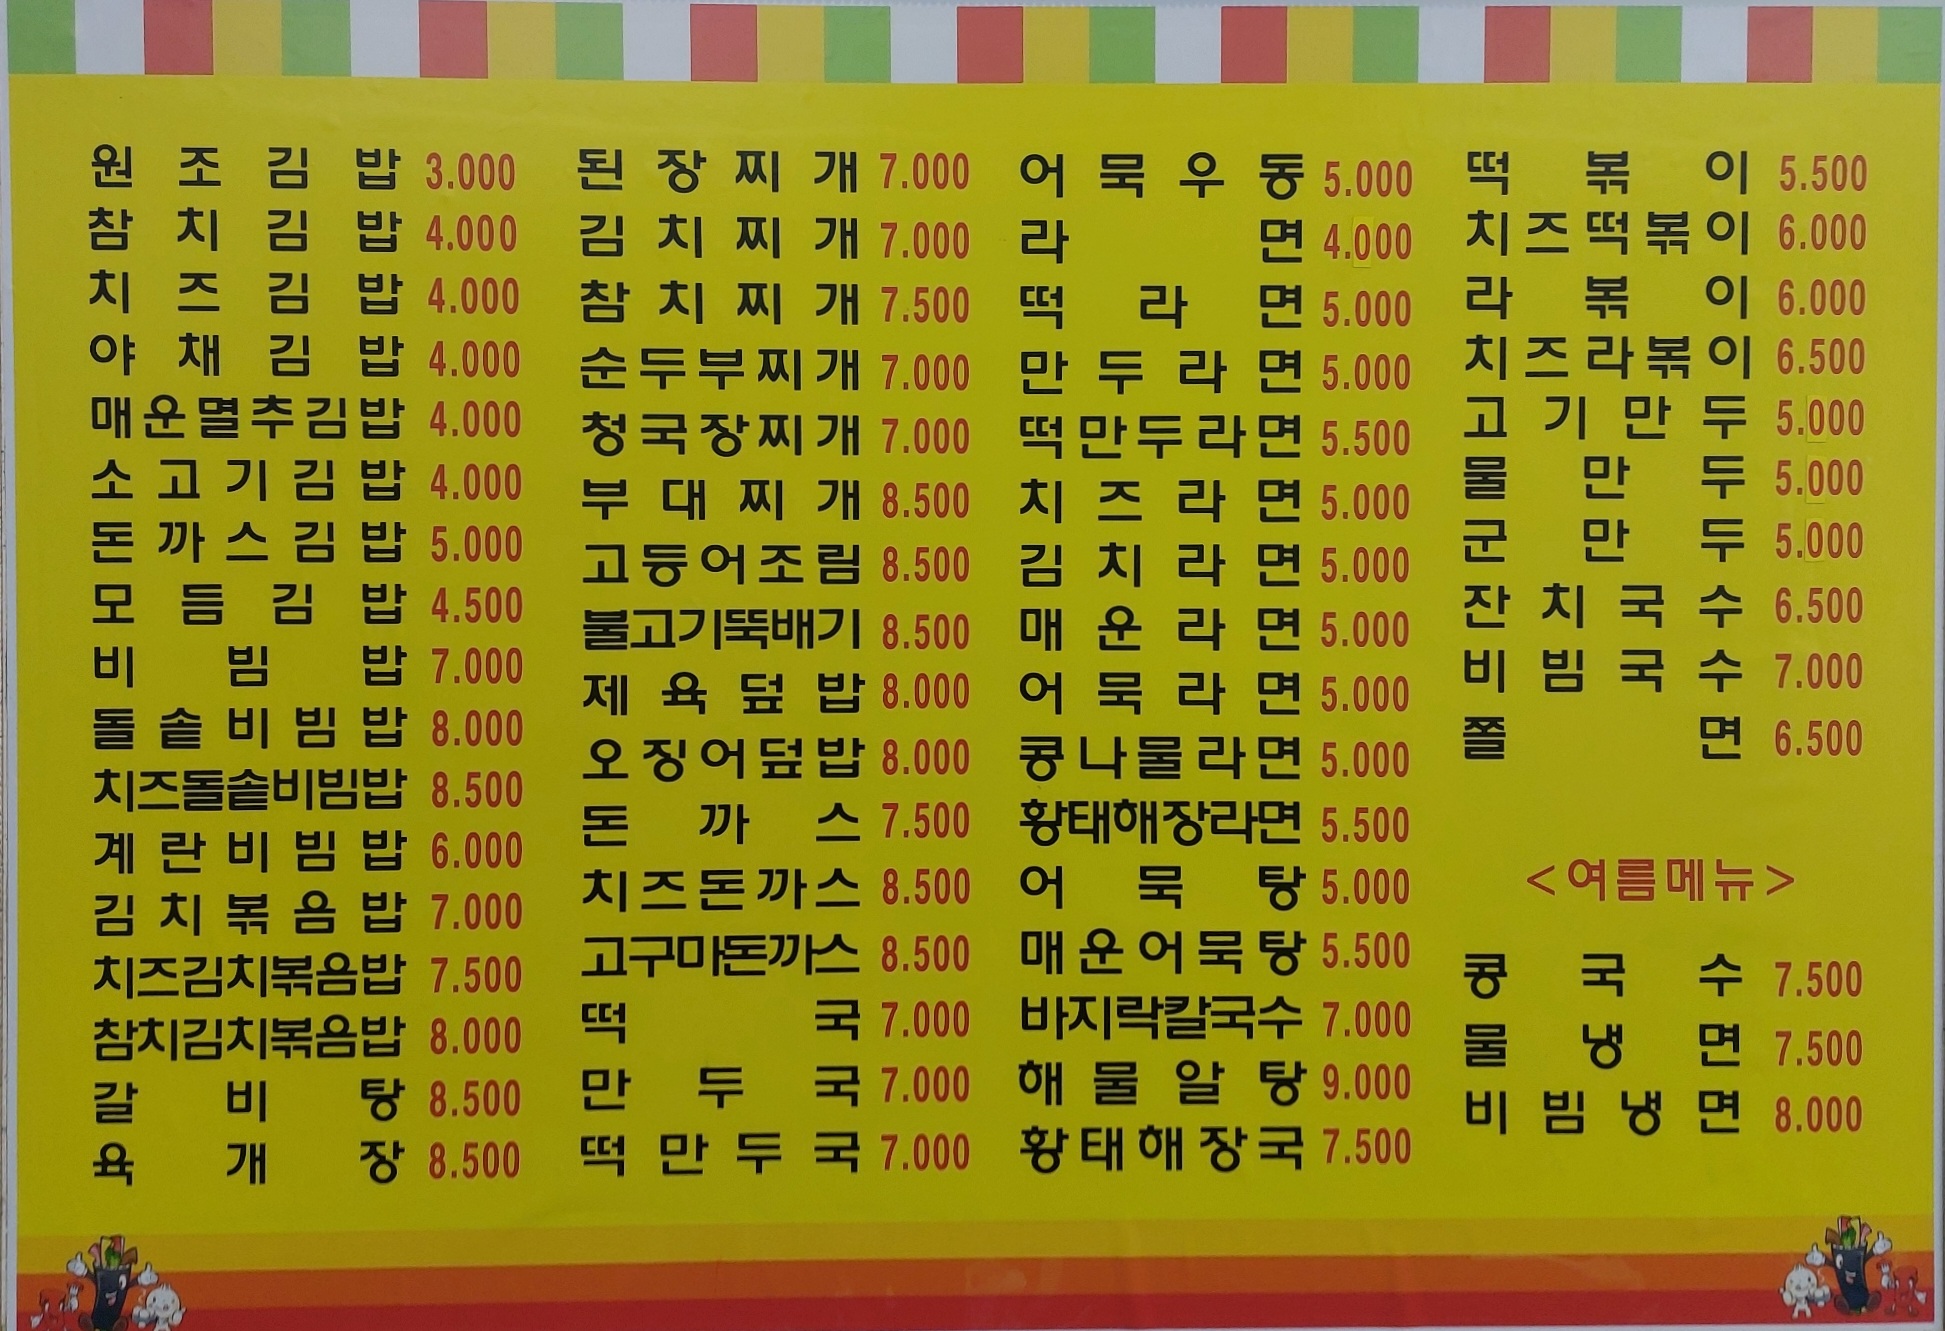 원조김밥 3.000
참치김밥 4.000
치즈김밥 4.000
야채김밥 4.000
매운멸추김밥 4.000
소고기김밥 4.000
돈까스김밥 5.000
모듬김밥 4.500
비빔밥 7.000
돌솥비빔밥 8.000
치즈돌솥비빔밥 8.500
계란비빔밥 6.000
김치볶음밥 7.000
치즈김치볶음밥 7.500
참치김치볶음밥 8.000
갈비탕 8.500
육개장 8.500
된장찌개 7.000
김치찌개 7.000
참치찌개 7.500
순두부찌개 7.000
청국장찌개 7.000
부대찌개 8.500
고등어조림 8.500
불고기뚝배기 8.500
제육덮밥 8.000
오징어덮밥 8.000
돈까스 7.500
치즈돈까스 8.500
고구마돈까스 8.500
떡국 7.000
만두국 7.000
떡만두국 7.000
어묵우동 5.000
라면 4.000
떡라면 5.000
만두라면 5.000
떡만두라면 5.500
치즈라면 5.000
김치라면 5.000
매운라면 5.000
어묵라면 5.000
콩나물라면 5.000
황태해장라면 5.500
어묵탕 5.000
매운어묵탕 5.500
바지락칼국수 7.000
해물알탕 9.000
황태해장국 7.500
떡볶이 5.500
치즈떡볶이 6.000
라볶이 6.000
치즈라볶이 6.500
고기만두 5.000
물만두 5.000
군만두 5.000
잔치국수 6.500
비빔국수 7.000
쫄면 6.500
<여름메뉴>
콩국수 7.500
물냉면 7.500
비빔냉면 8.000